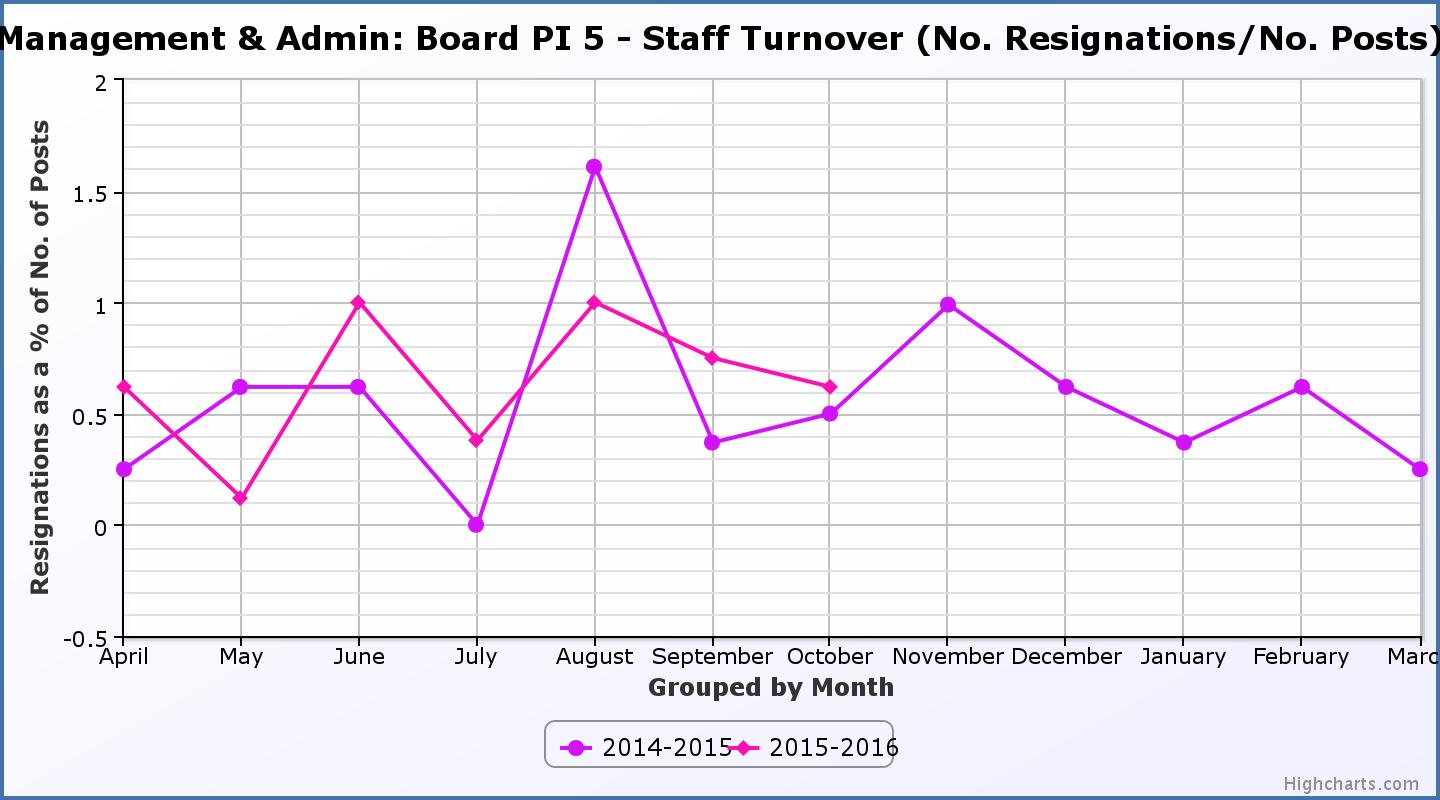 Management & Admin: Board PI 5 - Staff Turnover (No. Resignations/No. Posts)
Resignations as a % of No. of Posts
2
1.5
1
0.5
0
-0.5
April May June July August September October November December January February Marc
Grouped by Month
2014-2015 2015-2016
Highcharts.com